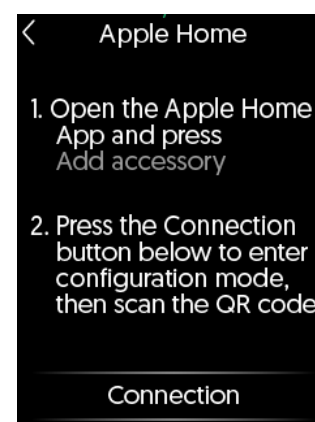 Apple Home
1. Open the Apple Home
App and press
Add accessory
2. Press the Connection
button below to enter
configuration mode,
then scan the QR code
Connection